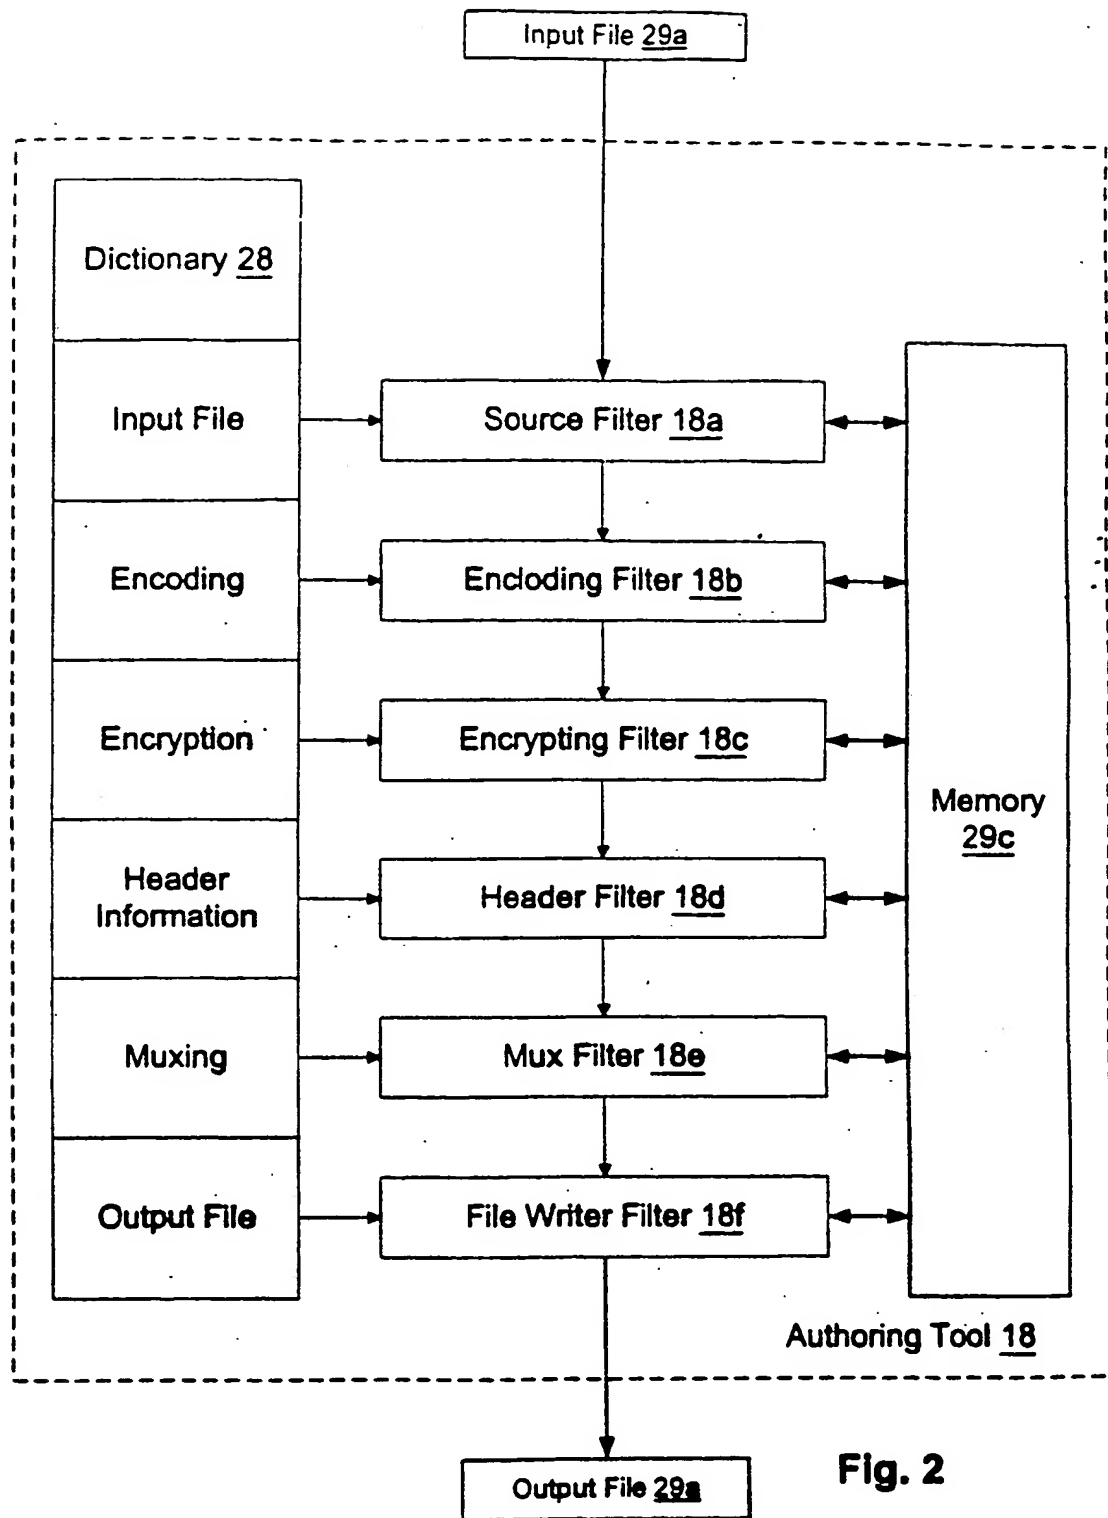 Input File 29a
Dictionary 28
Input File
Source Filter 18a
Encoding
Encloding Filter 18b
Encryption
Encrypting Filter 18c
Memory
29c
Header
Information
Header Filter 18d
Muxing
Mux Filter 18e
Output File
File Writer Filter 18f
Authoring Tool 18
Output File 29a
Fig. 2